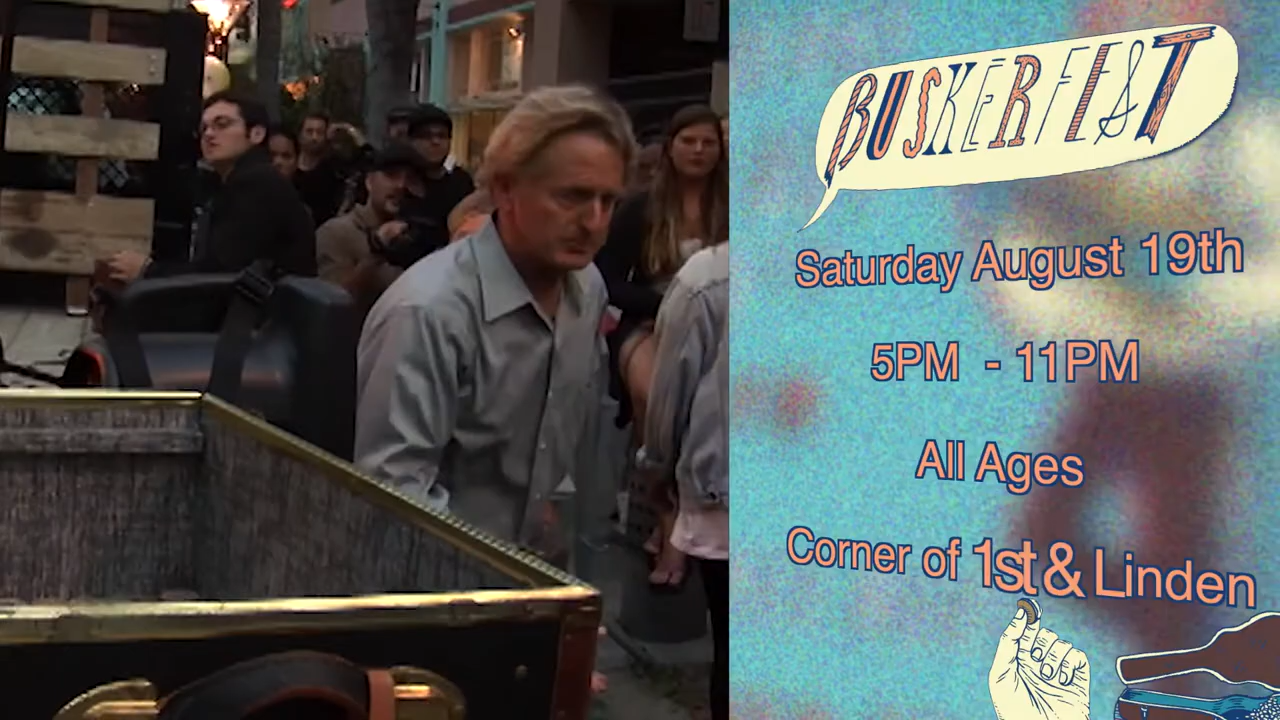 BUSKERFEST
Saturday August 19th
5PM - 11PM
All Ages
Corner of 1st & Linden